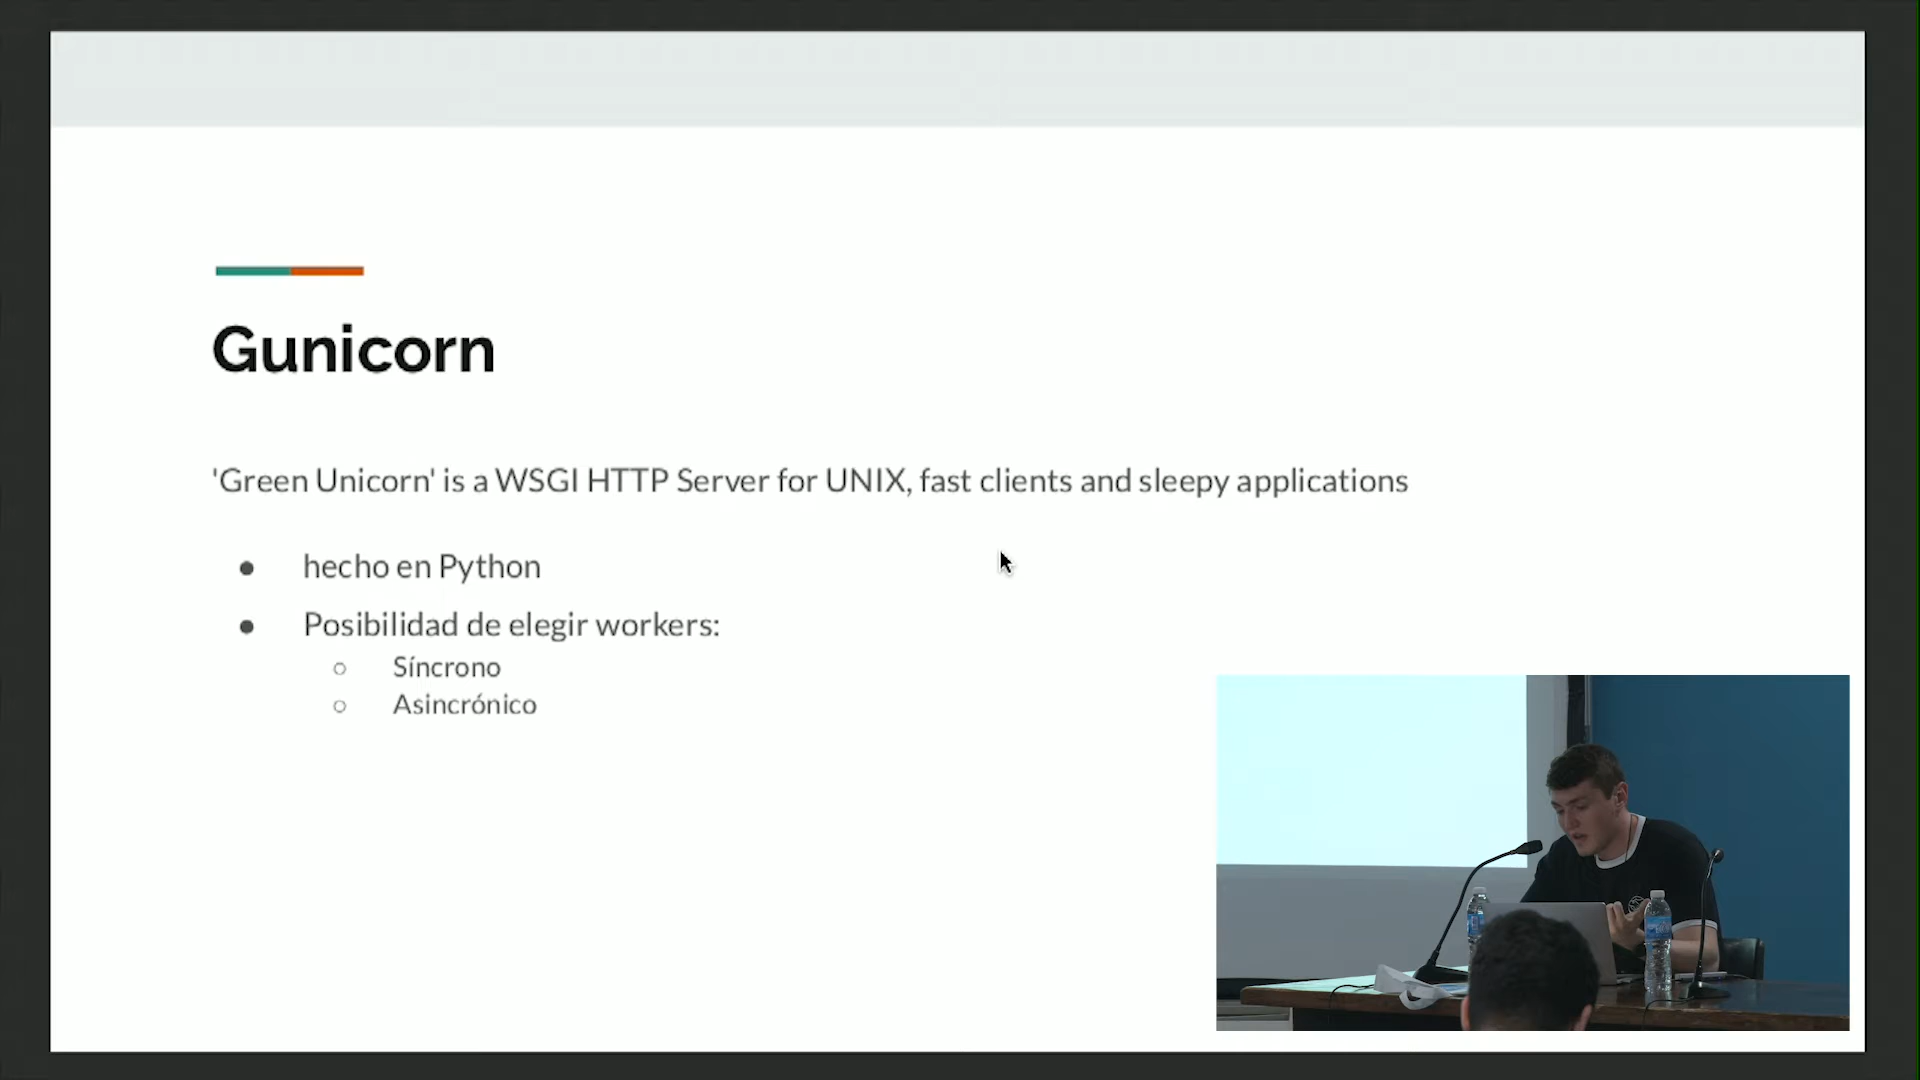 Gunicorn
'Green Unicorn' is a WSGI HTTP Server for UNIX, fast clients and sleepy applications
● hecho en Python
● Posibilidad de elegir workers:
○ Síncrono
○ Asincrónico